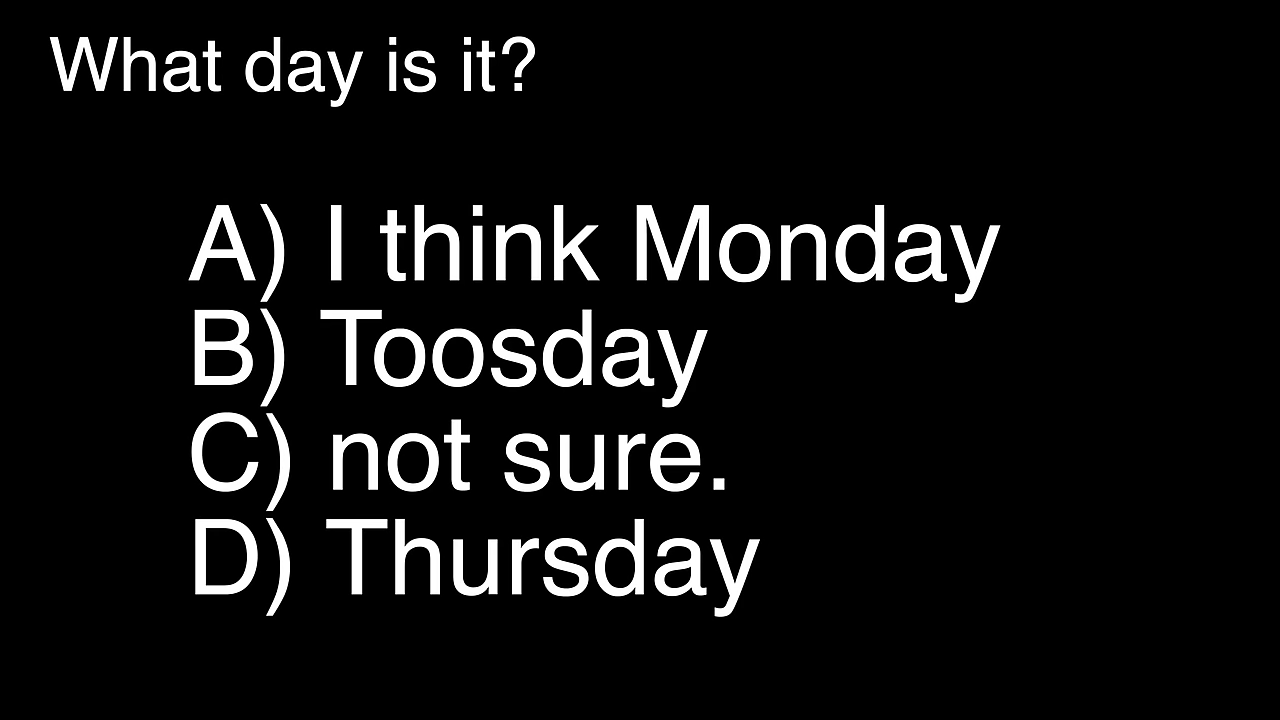 What day is it?
A) I think Monday
B) Toosday
C) not sure.
D) Thursday